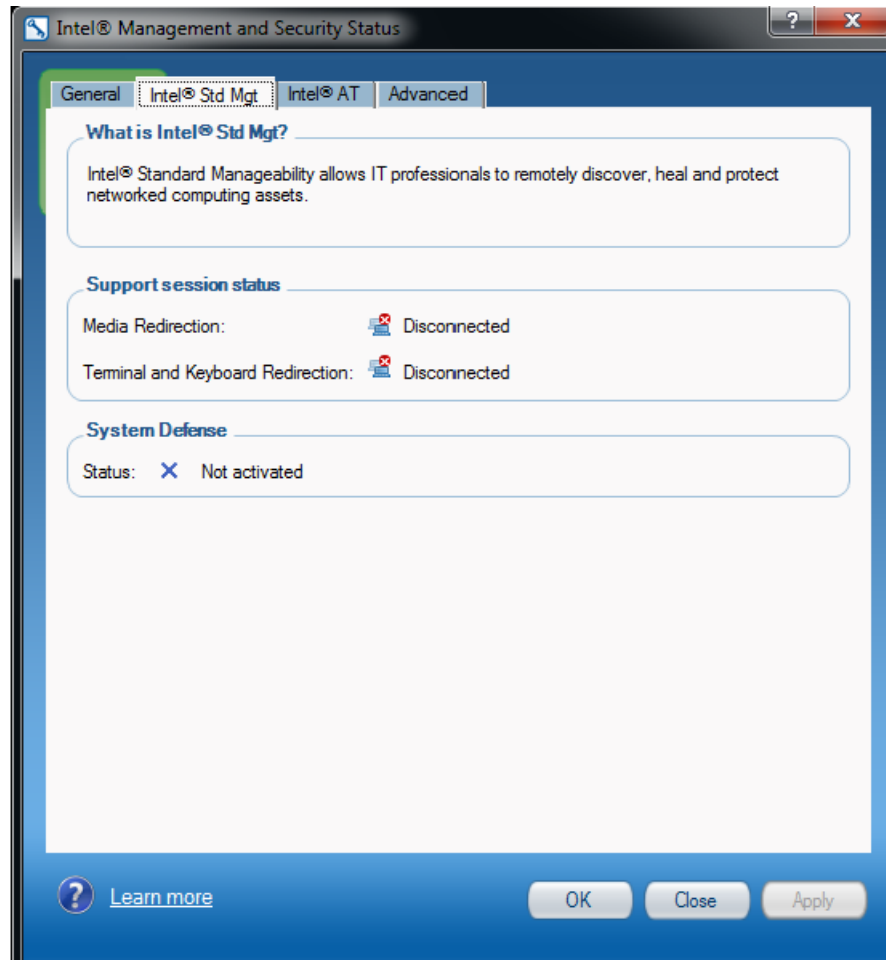 Intel® Management and Security Status
General Intel® Std Mgt Intel® AT Advanced
What is Intel® Std Mgt?
Intel® Standard Manageability allows IT professionals to remotely discover, heal and protect
networked computing assets.
Support session status
Media Redirection: Disconnected
Terminal and Keyboard Redirection: Disconnected
System Defense
Status: Not activated
Learn more OK Close Apply